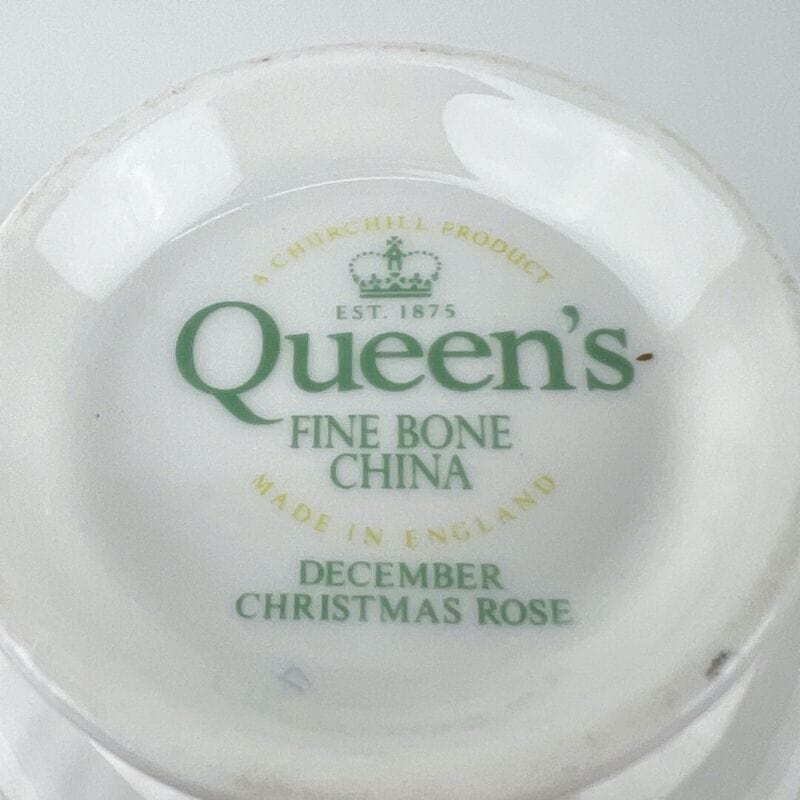 A CHURCHILL PRODUCT
EST. 1875
Queen's
FINE BONE
CHINA
MADE IN ENGLAND
DECEMBER
CHRISTMAS ROSE